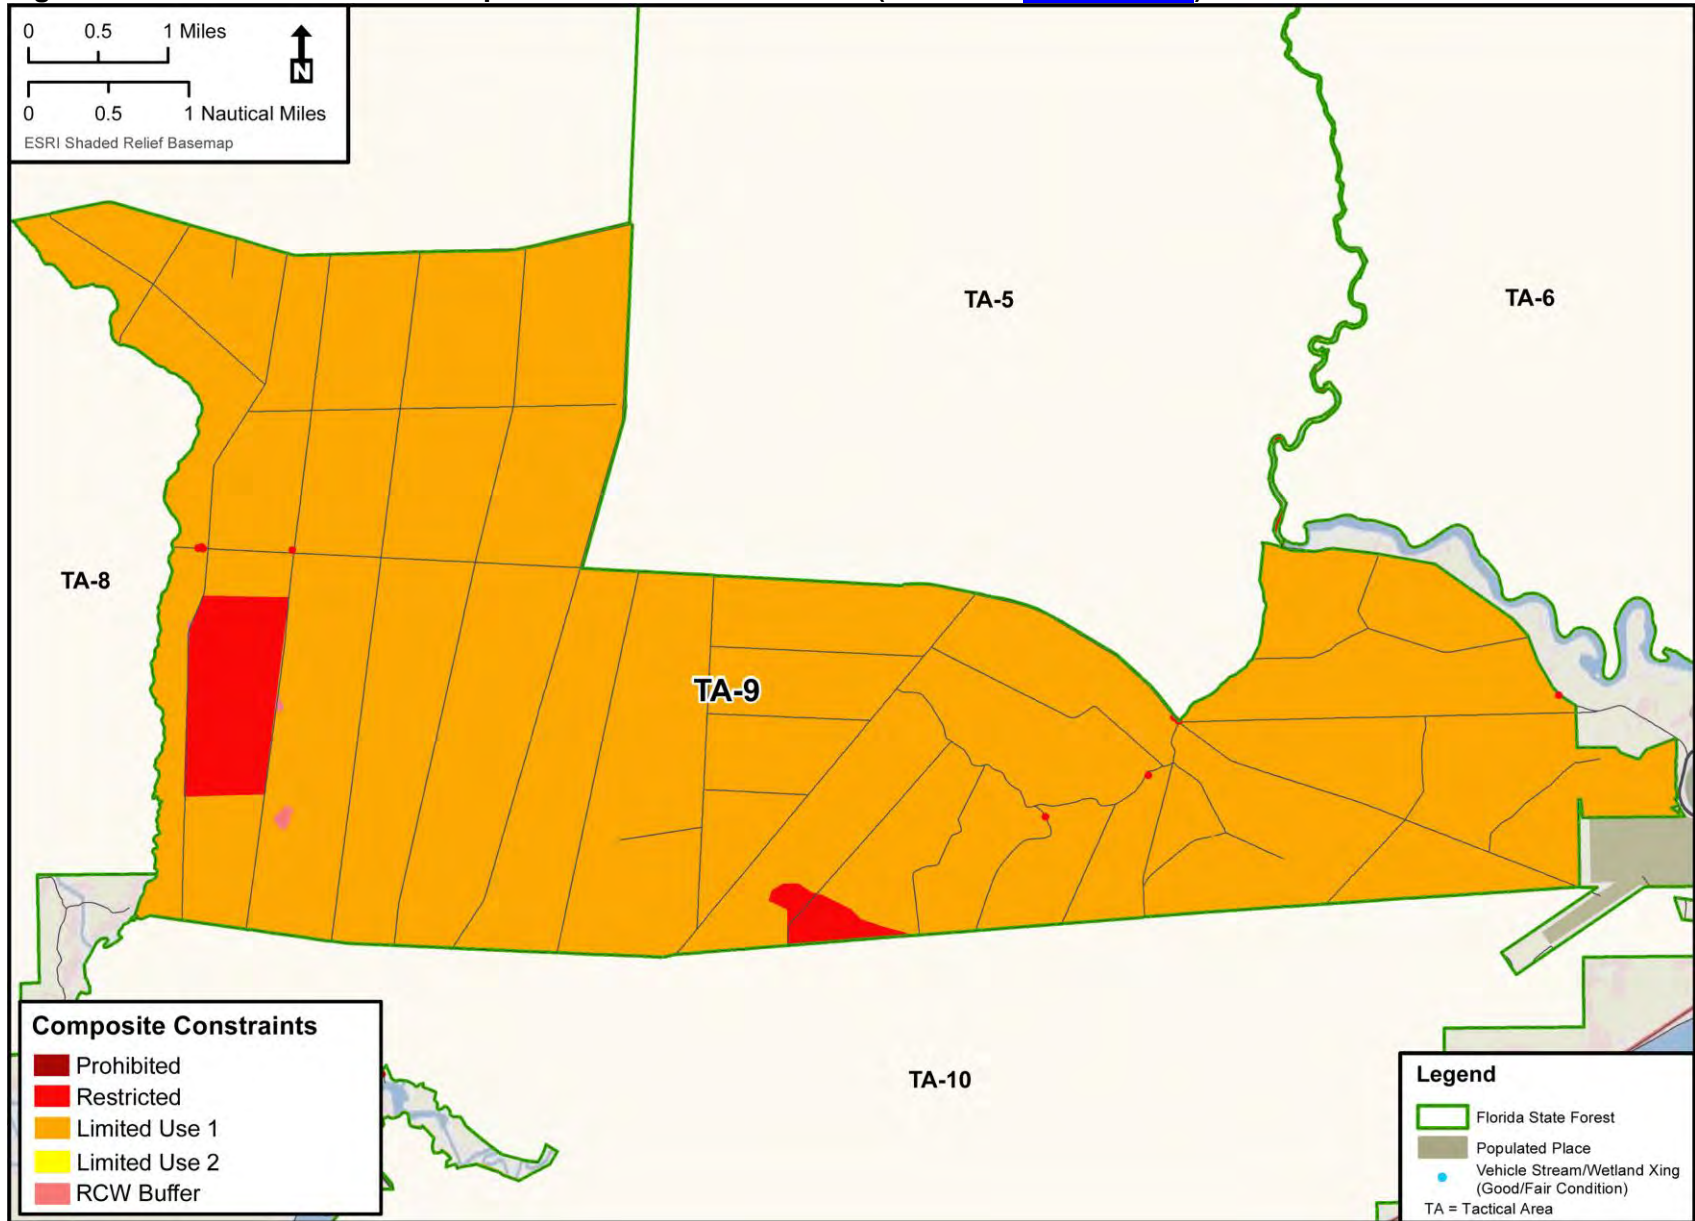 0 0.5 1 Miles
N
0 0.5 1 Nautical Miles
ESRI Shaded Relief Basemap
TA-5
TA-6
TA-8
TA-9
TA-10
Composite Constraints
Prohibited
Restricted
Limited Use 1
Limited Use 2
RCW Buffer
Legend
Florida State Forest
Populated Place
Vehicle Stream/Wetland Xing
(Good/Fair Condition)
TA = Tactical Area